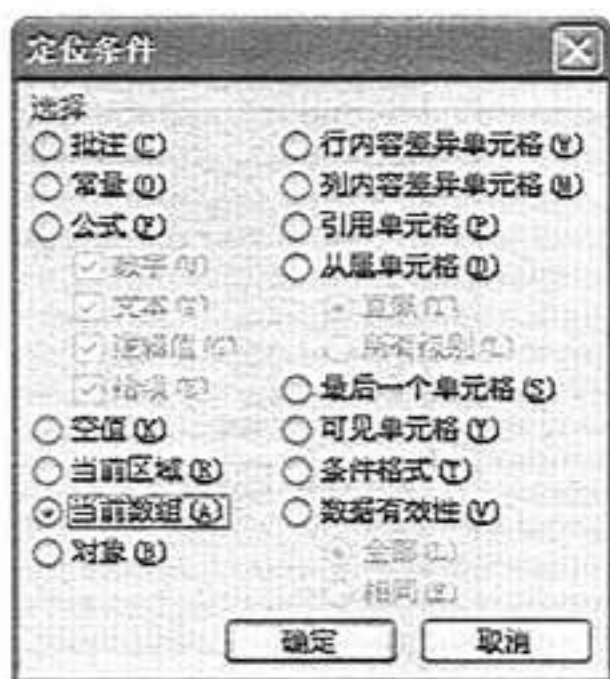 定位条件
选择
批注(C)
常量(O)
公式(F)
数字(U)
文本(X)
逻辑值(G)
错误(E)
空值(K)
当前区域(R)
当前数组(A)
对象(B)
行内容差异单元格(W)
列内容差异单元格(M)
引用单元格(P)
从属单元格(D)
直属(I)
所有级别(L)
最后一个单元格(S)
可见单元格(Y)
条件格式(T)
数据有效性(V)
全部(L)
相同(E)
确定
取消